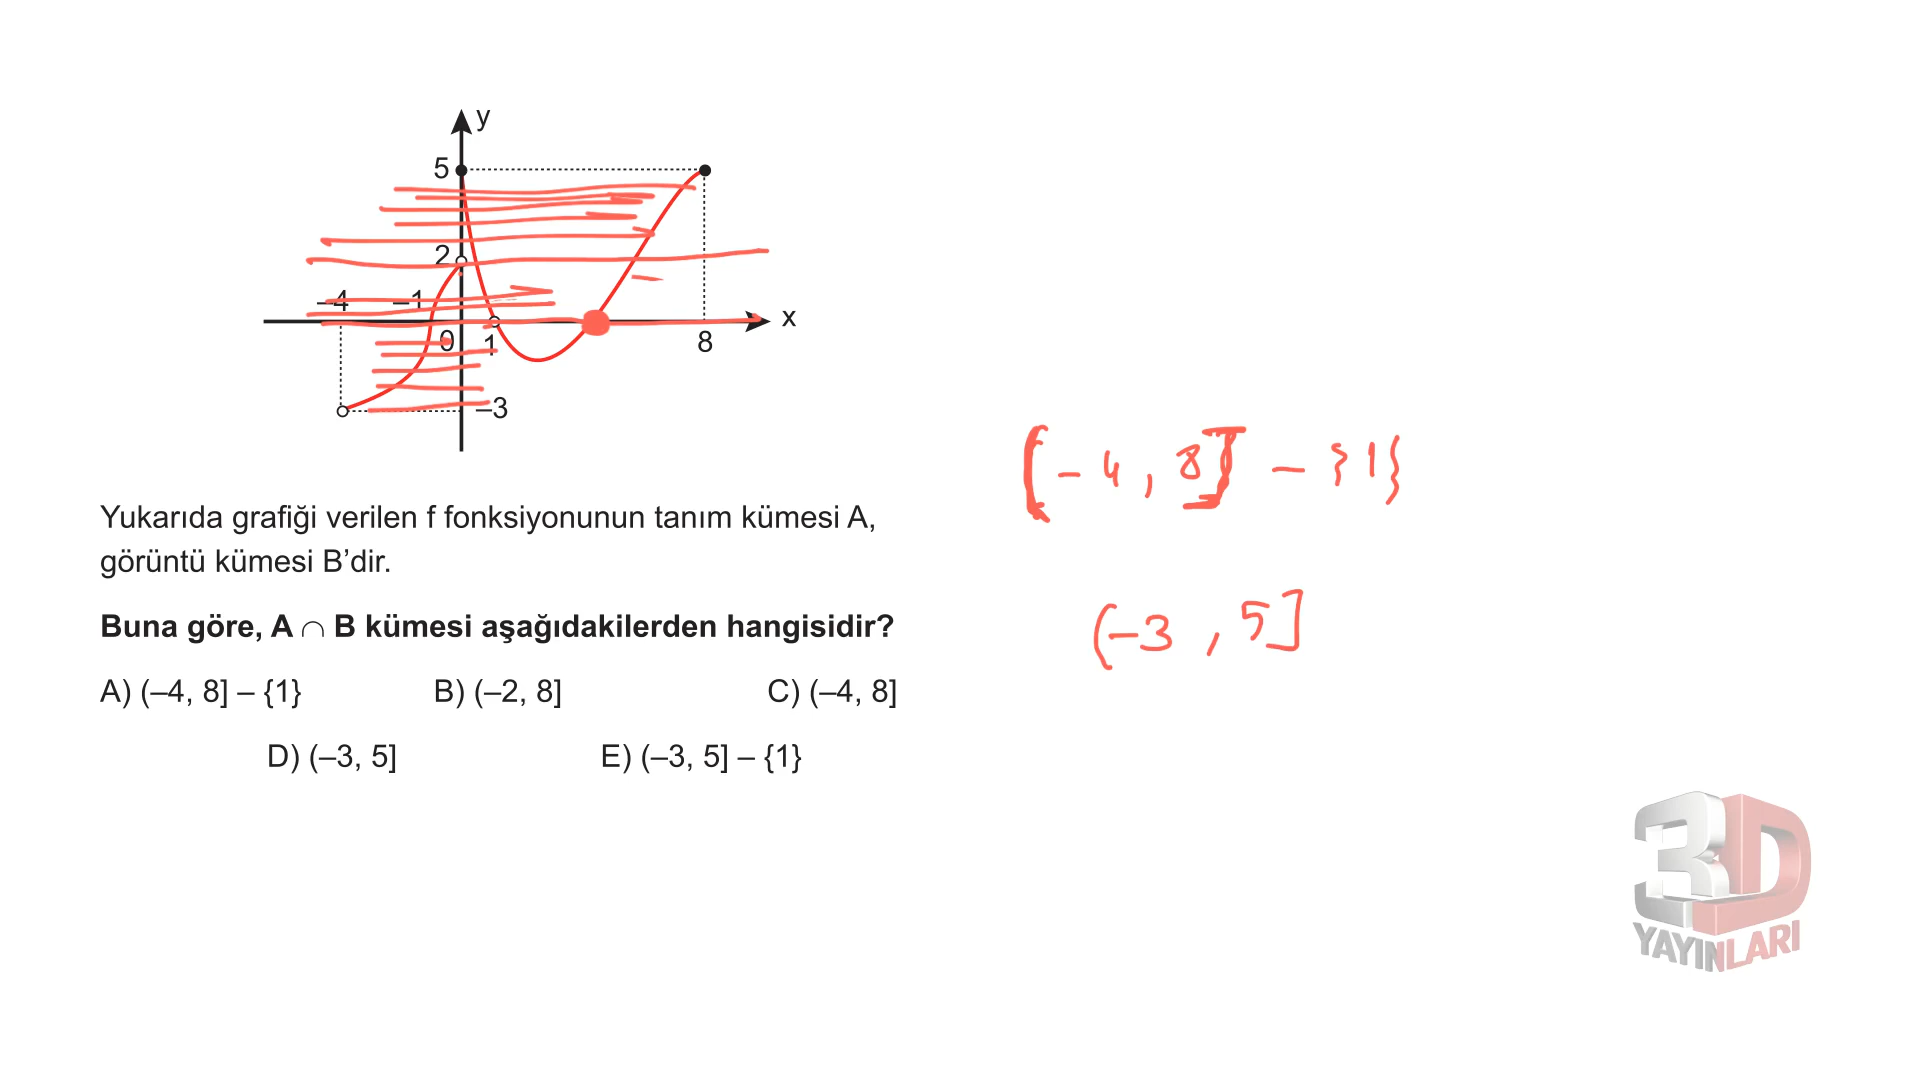 y
5
2
–4 –1
x
0 1 8
–3
[–4, 8] – {1}
Yukarıda grafiği verilen f fonksiyonunun tanım kümesi A,
görüntü kümesi B’dir.
(–3, 5]
Buna göre, A ∩ B kümesi aşağıdakilerden hangisidir?
A) (–4, 8] – {1} B) (–2, 8] C) (–4, 8]
D) (–3, 5] E) (–3, 5] – {1}
3D
YAYINLARI